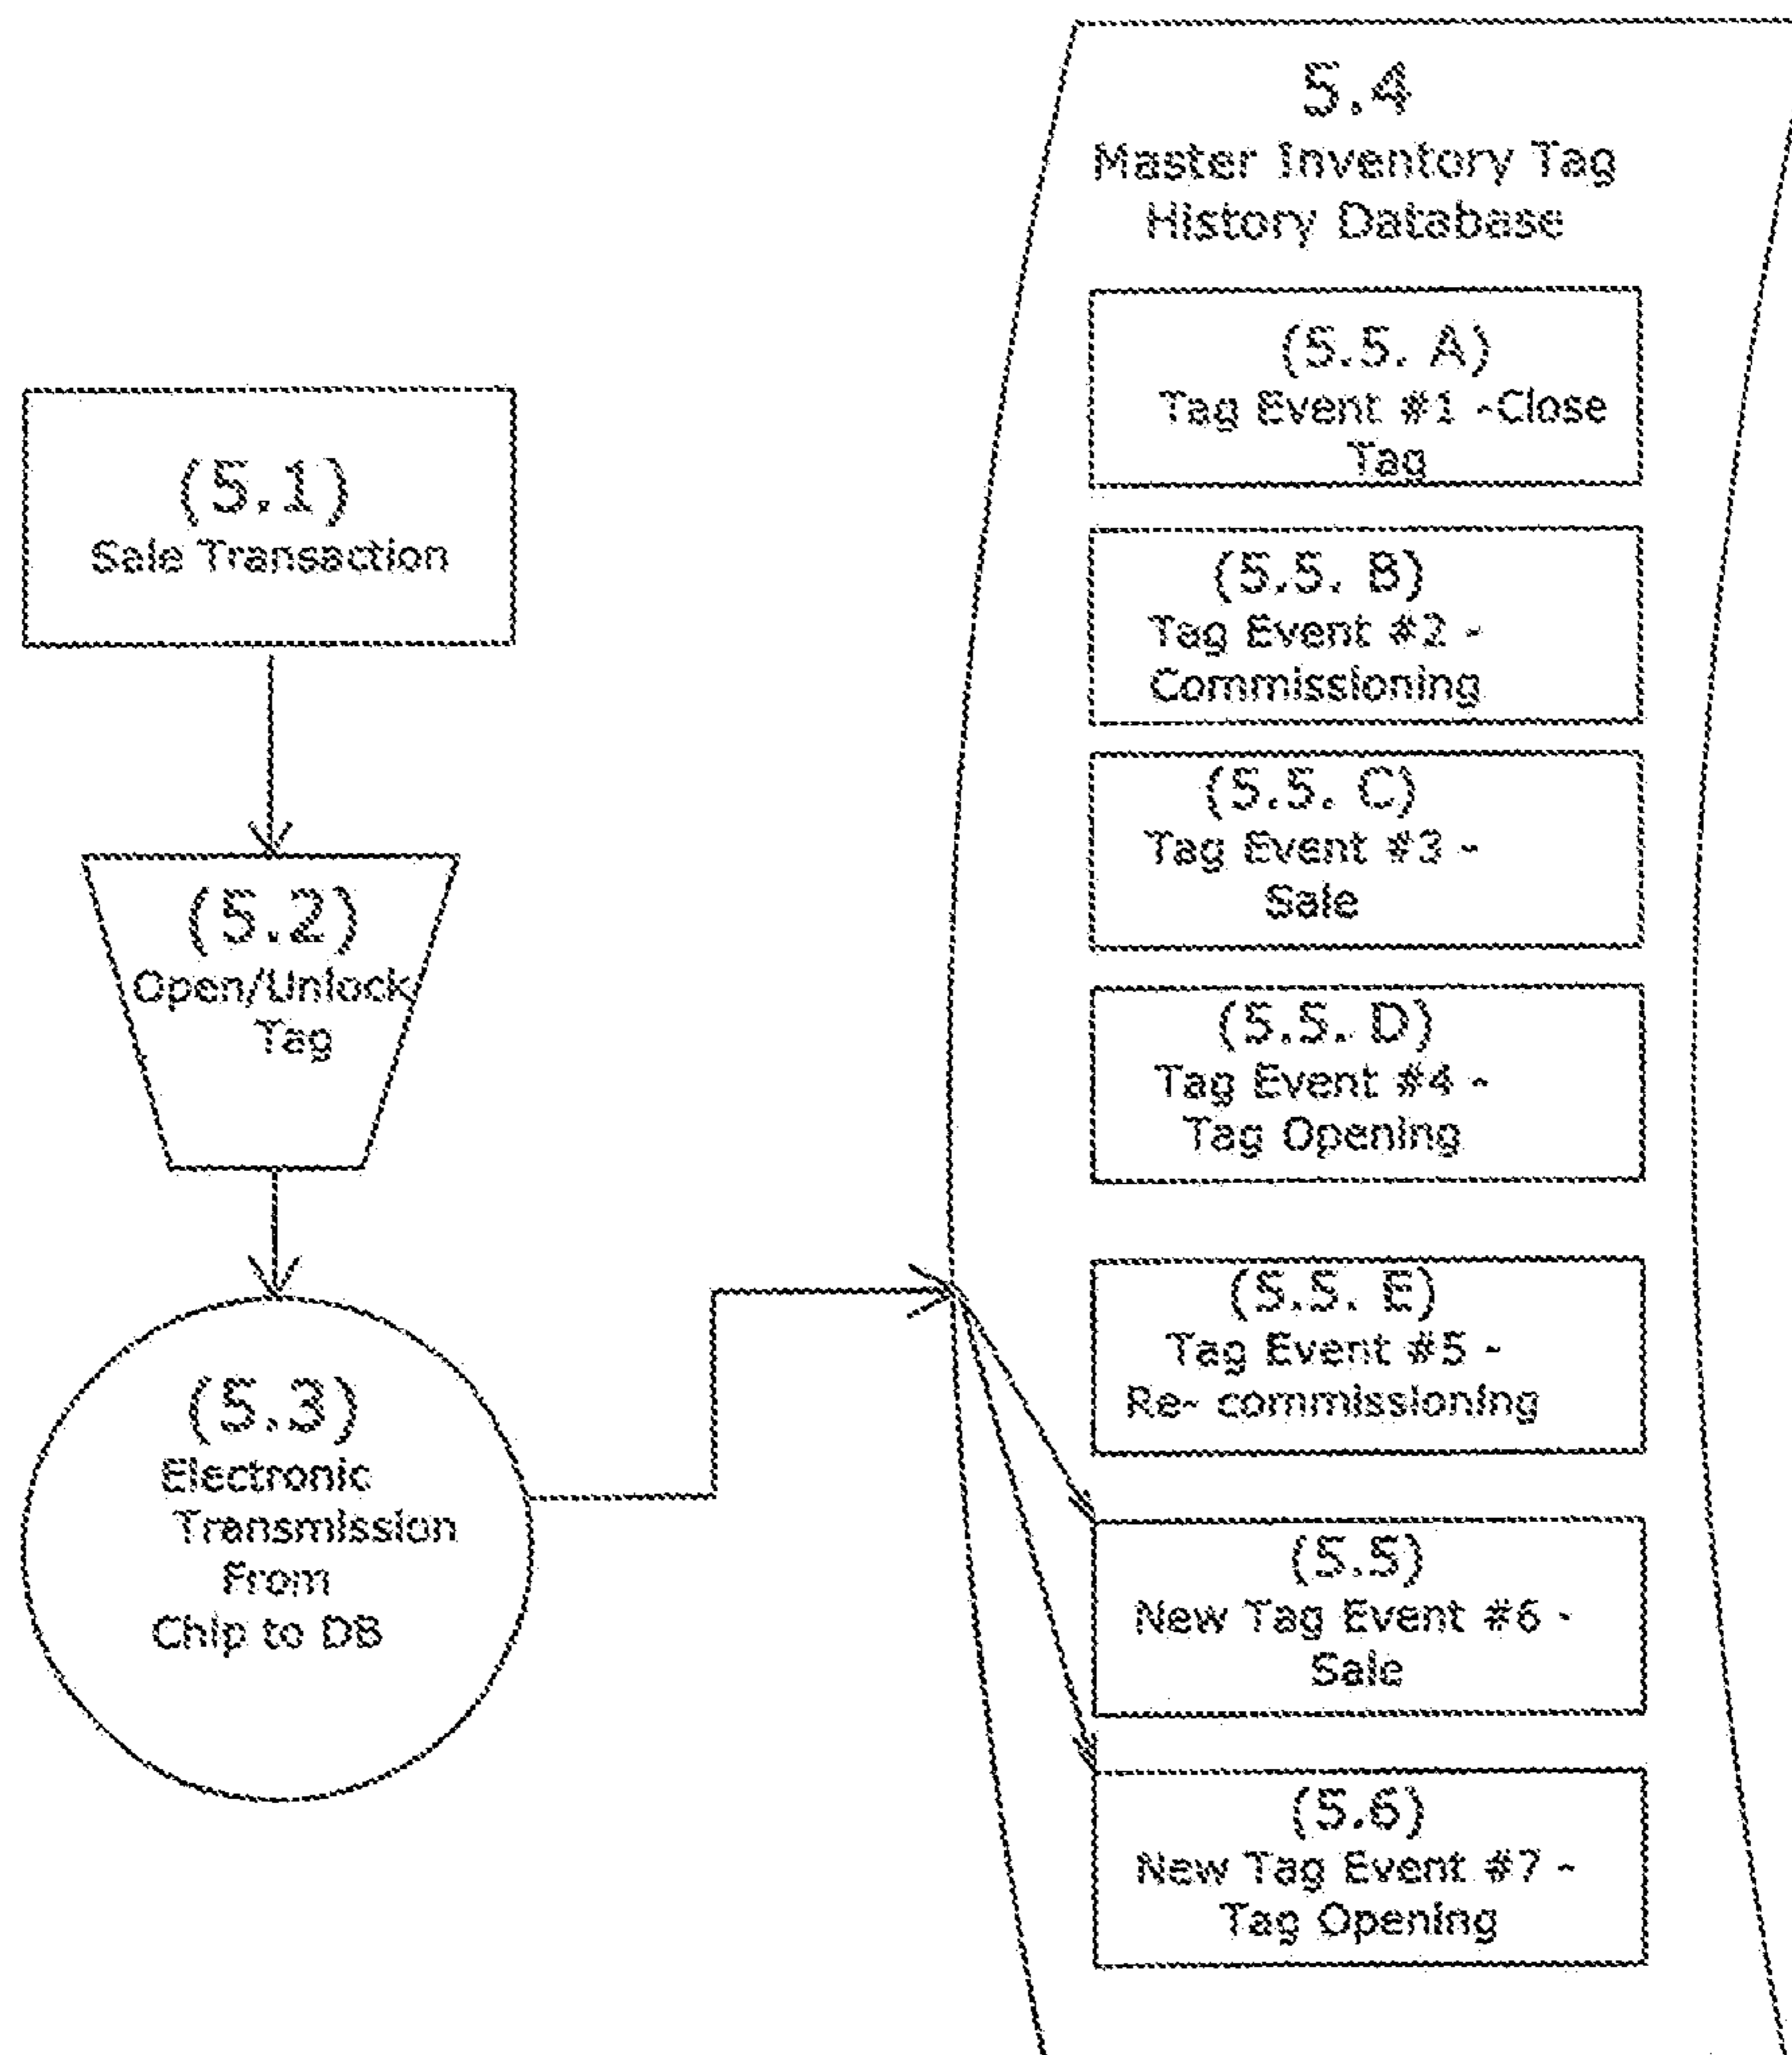 (5.1)
Sale Transaction
(5.2)
Open/Unlock
Tag
(5.3)
Electronic
Transmission
From
Chip to DB
5.4
Master Inventory Tag
History Database
(5.5. A)
Tag Event #1 -Close
Tag
(5.5. B)
Tag Event #2 -
Commissioning
(5.5. C)
Tag Event #3 -
Sale
(5.5. D)
Tag Event #4 -
Tag Opening
(5.5. E)
Tag Event #5 -
Re- commissioning
(5.5)
New Tag Event #6 -
Sale
(5.6)
New Tag Event #7 -
Tag Opening